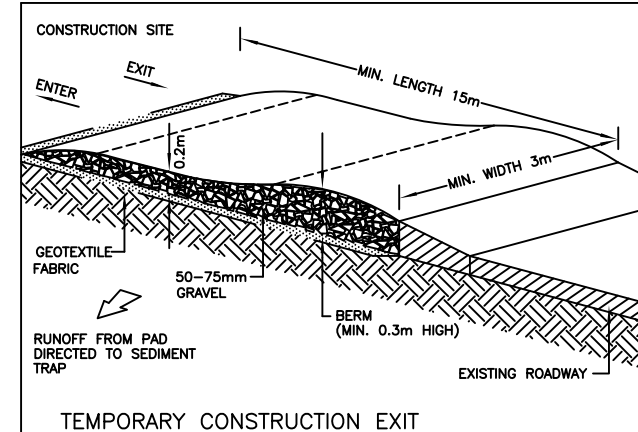 CONSTRUCTION SITE
EXIT
ENTER
MIN. LENGTH 15m
0.2m
MIN. WIDTH 3m
GEOTEXTILE
FABRIC
50-75mm
GRAVEL
BERM
(MIN. 0.3m HIGH)
RUNOFF FROM PAD
DIRECTED TO SEDIMENT
TRAP
EXISTING ROADWAY
TEMPORARY CONSTRUCTION EXIT